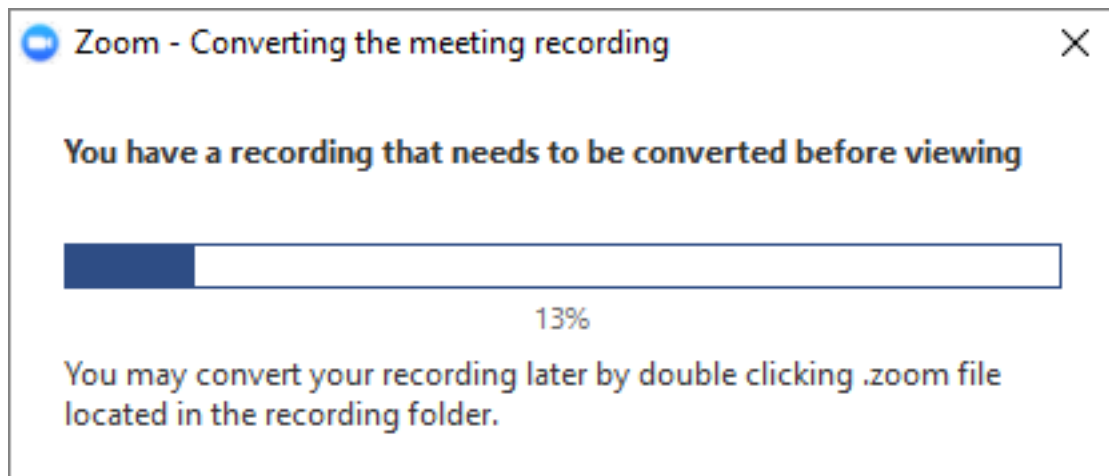 Zoom - Converting the meeting recording
You have a recording that needs to be converted before viewing
13%
You may convert your recording later by double clicking .zoom file
located in the recording folder.